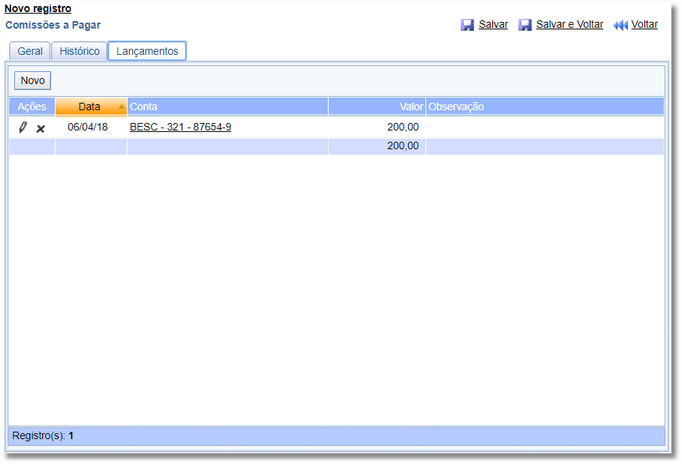 Novo registro
Comissões a Pagar
Salvar Salvar e Voltar Voltar
Geral Histórico Lançamentos
Novo
Ações Data Conta Valor Observação
06/04/18 BESC - 321 - 87654-9 200,00
200,00
Registro(s): 1